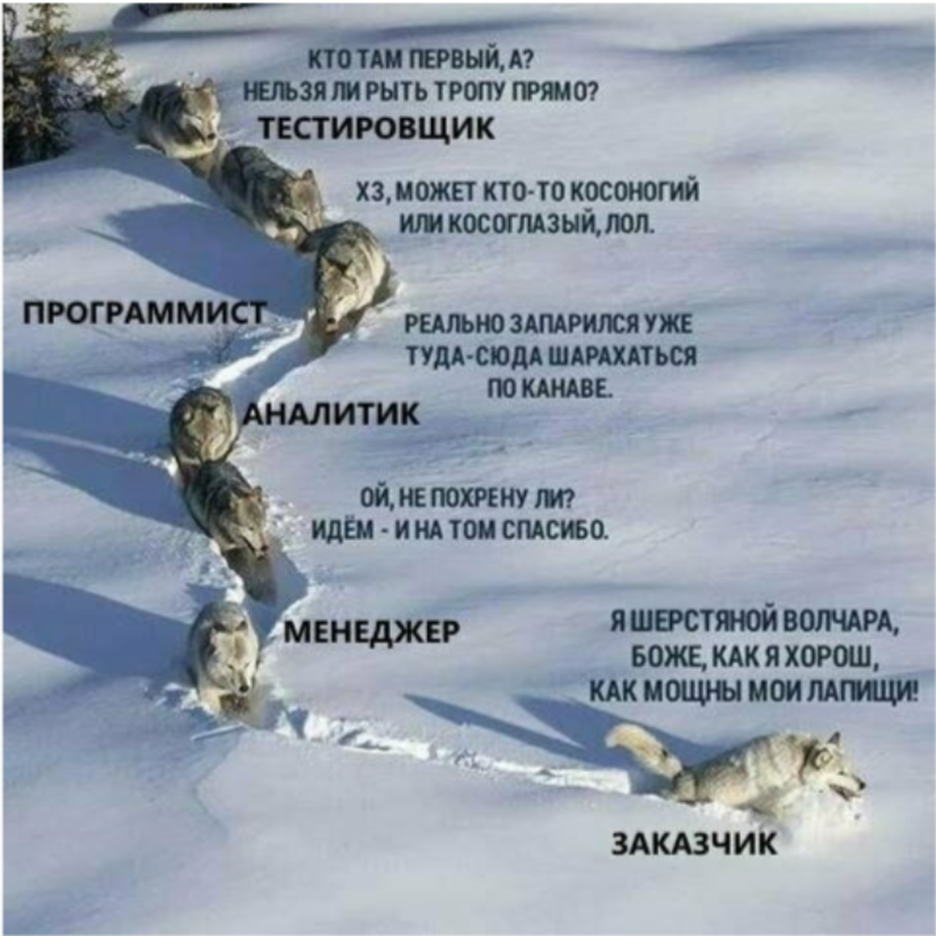 КТО ТАМ ПЕРВЫЙ, А?
НЕЛЬЗЯ ЛИ РЫТЬ ТРОПУ ПРЯМО?
ТЕСТИРОВЩИК
ХЗ, МОЖЕТ КТО-ТО КОСОНОГИЙ
ИЛИ КОСОГЛАЗЫЙ, ЛОЛ.
ПРОГРАММИСТ
РЕАЛЬНО ЗАПАРИЛСЯ УЖЕ
ТУДА-СЮДА ШАРАХАТЬСЯ
ПО КАНАВЕ.
АНАЛИТИК
ОЙ, НЕ ПОХРЕНУ ЛИ?
ИДЁМ - И НА ТОМ СПАСИБО.
МЕНЕДЖЕР
Я ШЕРСТЯНОЙ ВОЛЧАРА,
БОЖЕ, КАК Я ХОРОШ,
КАК МОЩНЫ МОИ ЛАПИЩИ!
ЗАКАЗЧИК